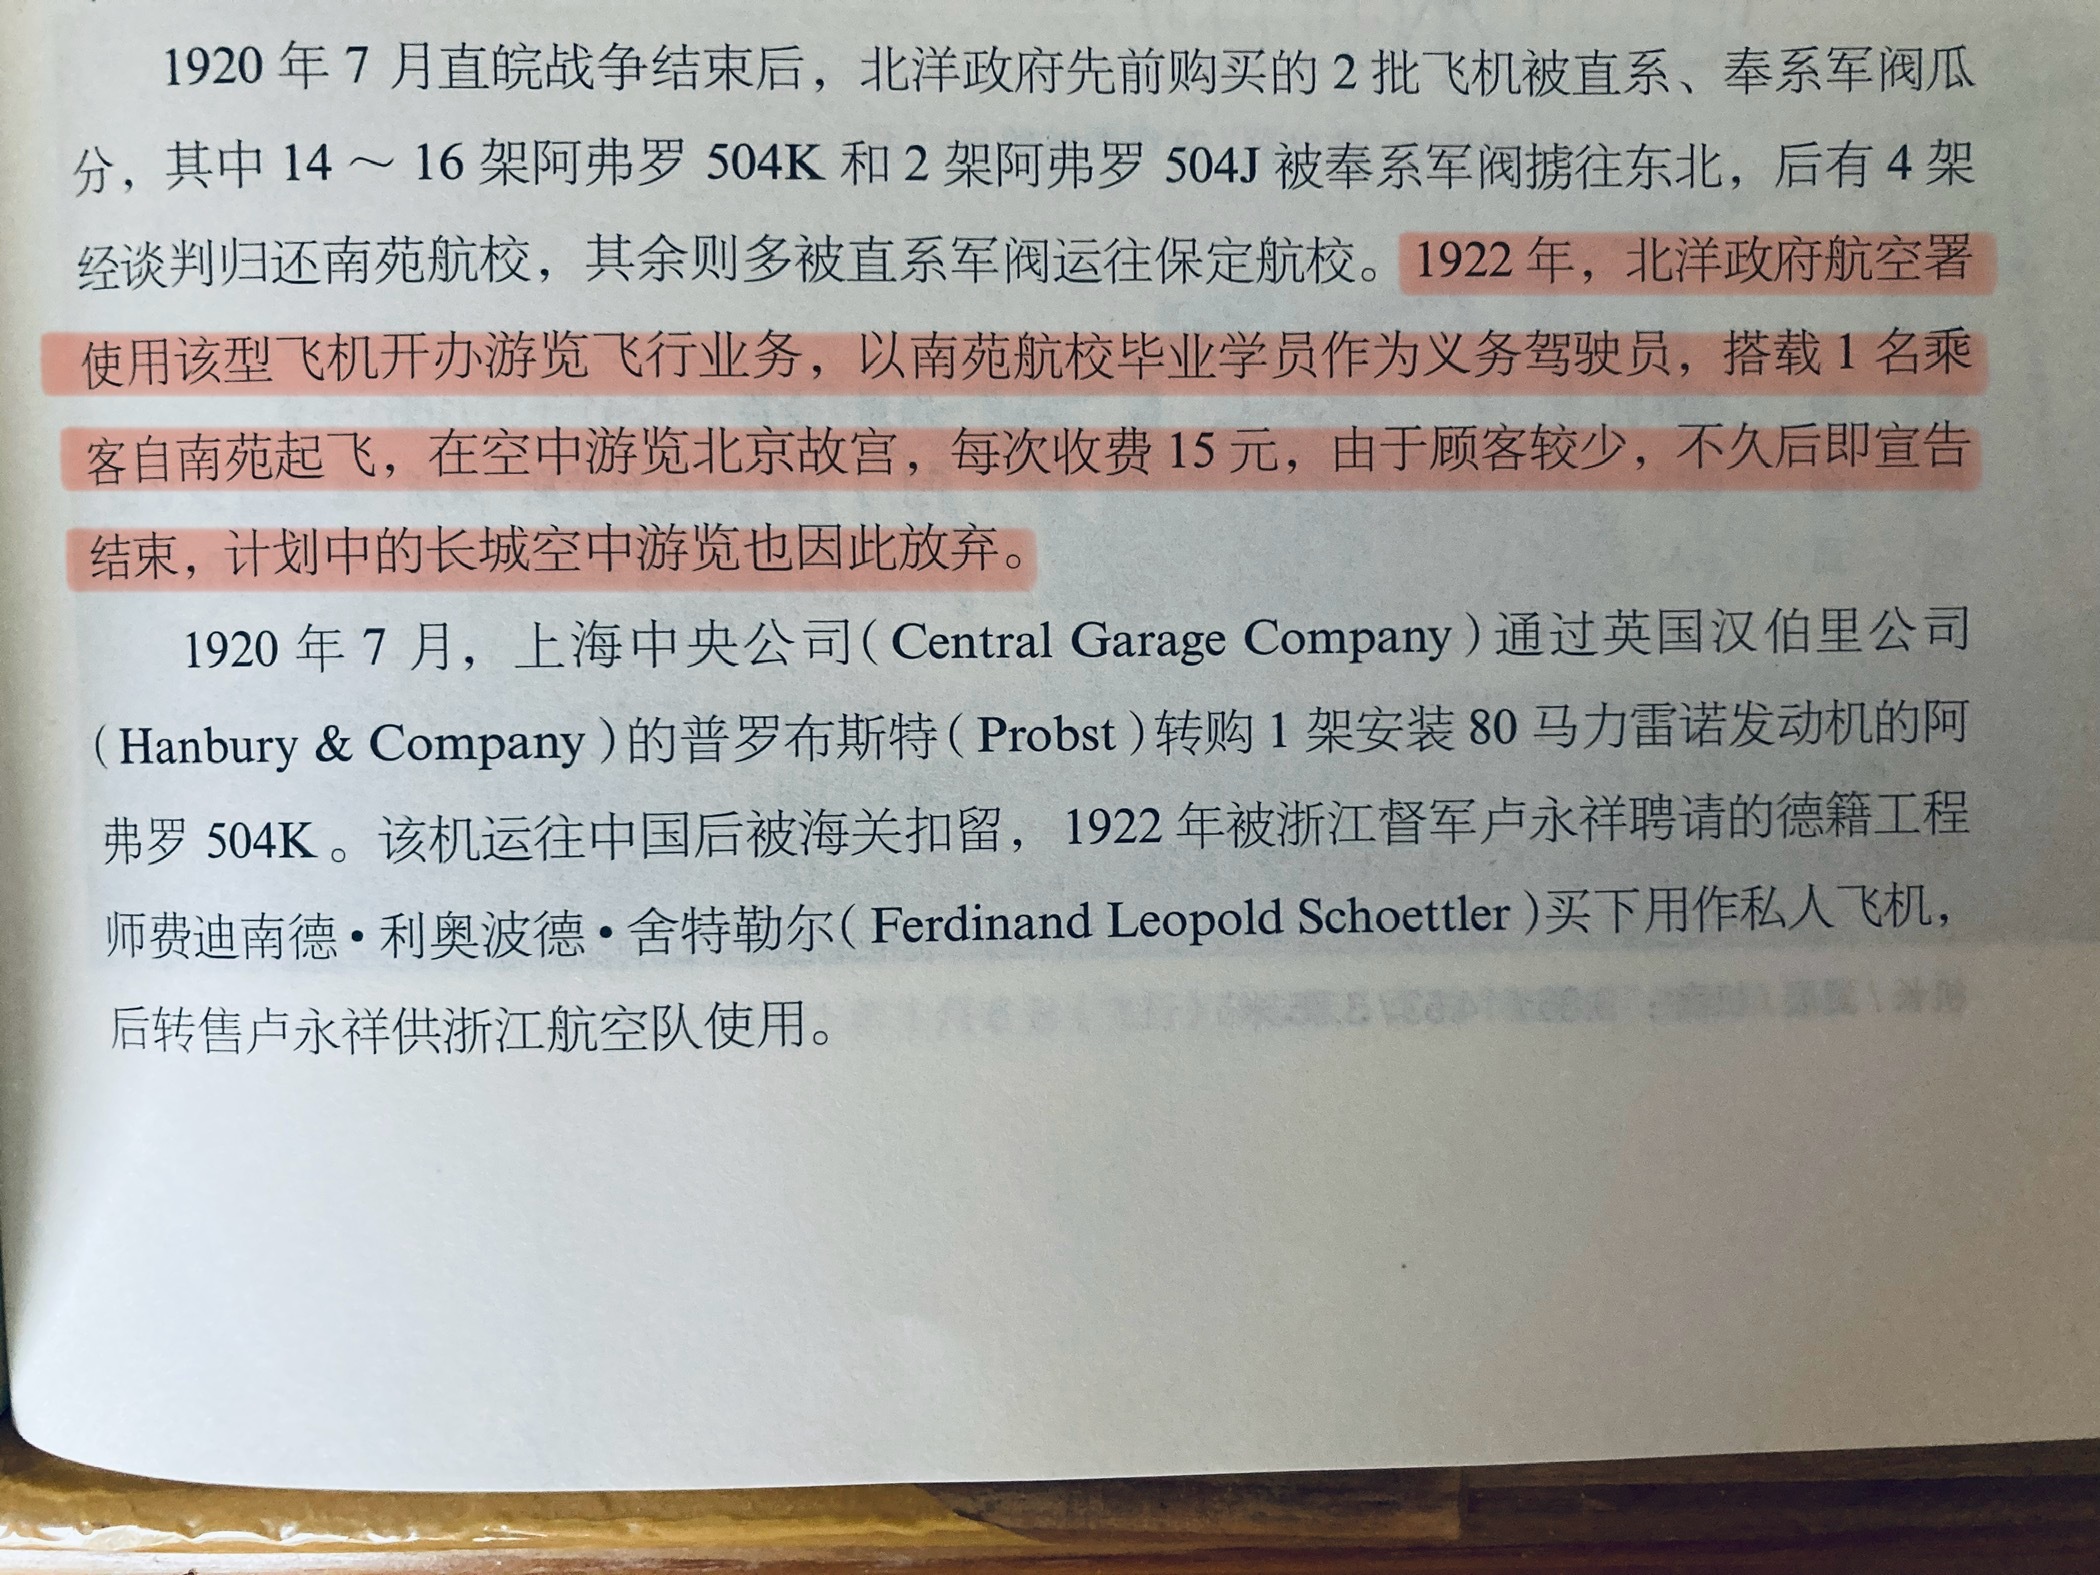 1920 年 7 月直皖战争结束后，北洋政府先前购买的 2 批飞机被直系、奉系军阀瓜
分，其中 14 ～ 16 架阿弗罗 504K 和 2 架阿弗罗 504J 被奉系军阀掳往东北，后有 4 架
经谈判归还南苑航校，其余则多被直系军阀运往保定航校。1922 年，北洋政府航空署
使用该型飞机开办游览飞行业务，以南苑航校毕业学员作为义务驾驶员，搭载 1 名乘
客自南苑起飞，在空中游览北京故宫，每次收费 15 元，由于顾客较少，不久后即宣告
结束，计划中的长城空中游览也因此放弃。
1920 年 7 月，上海中央公司（Central Garage Company）通过英国汉伯里公司
（Hanbury & Company）的普罗布斯特（Probst）转购 1 架安装 80 马力雷诺发动机的阿
弗罗 504K。该机运往中国后被海关扣留，1922 年被浙江督军卢永祥聘请的德籍工程
师费迪南德·利奥波德·舍特勒尔（Ferdinand Leopold Schoettler）买下用作私人飞机，
后转售卢永祥供浙江航空队使用。